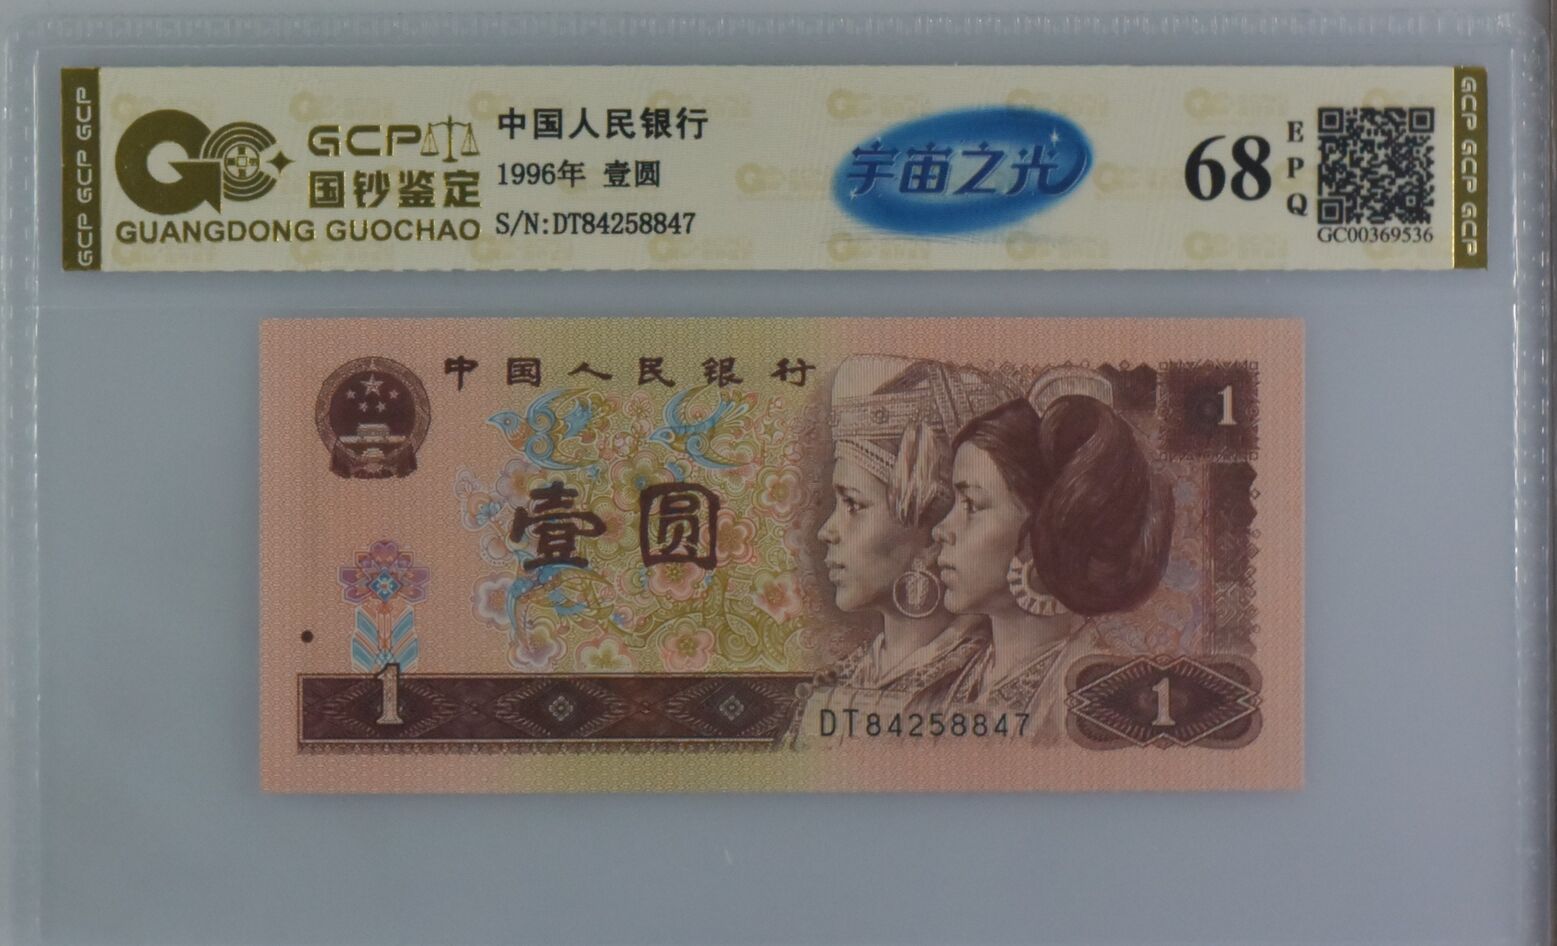 GCP GCP GCP
GCP
国钞鉴定
GUANGDONG GUOCHAO
中国人民银行
1996年 壹圆
S/N:DT84258847
宇宙之光
68
EPQ
GC00369536
GCP GCP GCP
中国人民银行
1
壹圆
1
DT84258847
1